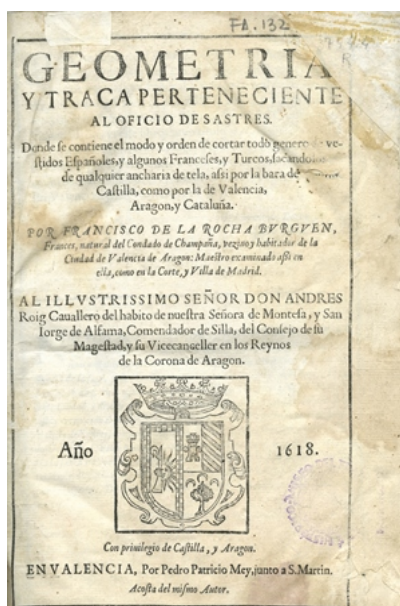 FA. 132
GEOMETRIA
Y TRACA PERTENECIENTE
AL OFICIO DE SASTRES.
Donde se contiene el modo y orden de cortar todo genero de ve-
stidos Españoles, y algunos Franceses, y Turcos, sacandolos
de qualquier ancharia de tela, assi por la bara de
Castilla, como por la de Valencia,
Aragon, y Cataluña.
POR FRANCISCO DE LA ROCHA BVRGVEN,
Frances, natural del Condado de Champaña, vezino y habitador de la
Ciudad de Valencia de Aragon: Maestro examinado assi en
ella, como en la Corte, y Villa de Madrid.
AL ILLVSTRISSIMO SEÑOR DON ANDRES
Roig Cauallero del habito de nuestra Señora de Montesa, y San
Iorge de Alfama, Comendador de Silla, del Consejo de su
Magestad, y su Vicecanceller en los Reynos
de la Corona de Aragon.
Año 1618.
Con priuilegio de Castilla, y Aragon.
EN VALENCIA, Por Pedro Patricio Mey, junto a S. Martin.
Acosta del mismo Autor.